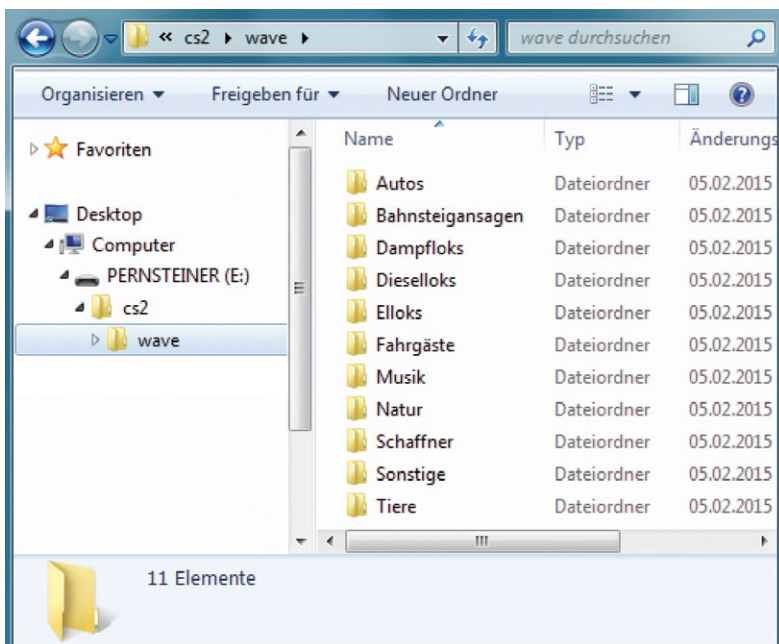 « cs2 ▸ wave ▸ wave durchsuchen
Organisieren Freigeben für Neuer Ordner
Favoriten
Desktop
Computer
PERNSTEINER (E:)
cs2
wave
Name Typ Änderungs
Autos Dateiordner 05.02.2015
Bahnsteigansagen Dateiordner 05.02.2015
Dampfloks Dateiordner 05.02.2015
Dieselloks Dateiordner 05.02.2015
Elloks Dateiordner 05.02.2015
Fahrgäste Dateiordner 05.02.2015
Musik Dateiordner 05.02.2015
Natur Dateiordner 05.02.2015
Schaffner Dateiordner 05.02.2015
Sonstige Dateiordner 05.02.2015
Tiere Dateiordner 05.02.2015
11 Elemente